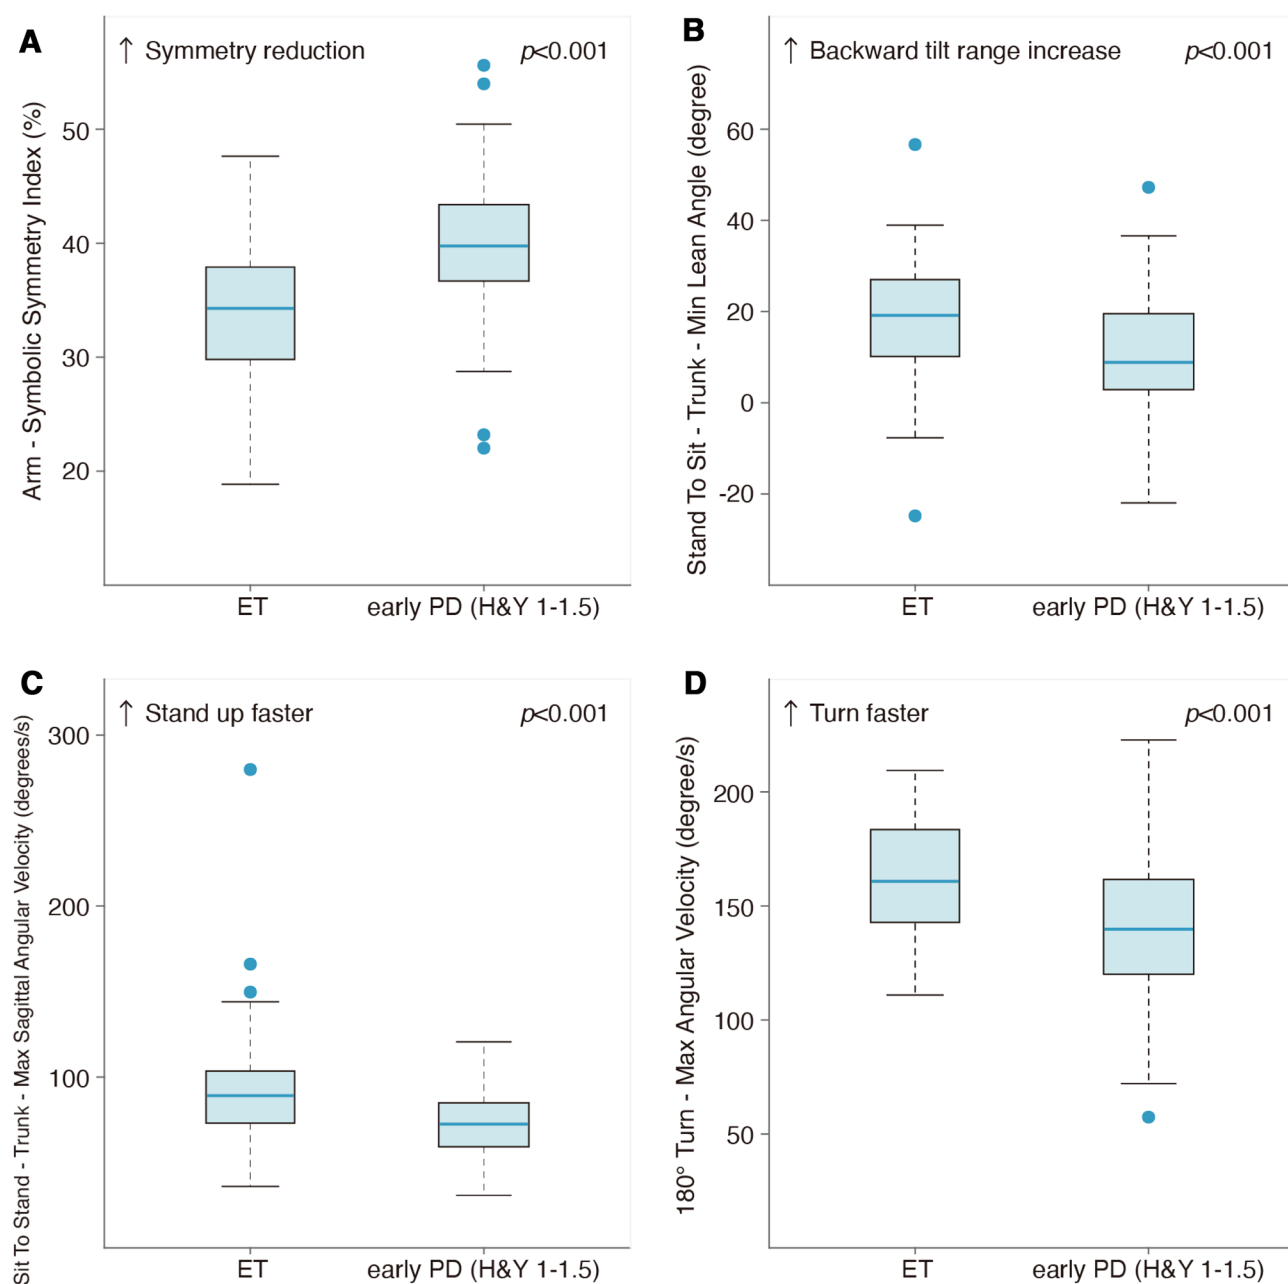 A
↑ Symmetry reduction
p<0.001
Arm - Symbolic Symmetry Index (%)
50
40
30
20
ET
early PD (H&Y 1-1.5)
B
↑ Backward tilt range increase
p<0.001
Stand To Sit - Trunk - Min Lean Angle (degree)
60
40
20
0
-20
ET
early PD (H&Y 1-1.5)
C
↑ Stand up faster
p<0.001
Sit To Stand - Trunk - Max Sagittal Angular Velocity (degrees/s)
300
200
100
ET
early PD (H&Y 1-1.5)
D
↑ Turn faster
p<0.001
180° Turn - Max Angular Velocity (degree/s)
200
150
100
50
ET
early PD (H&Y 1-1.5)